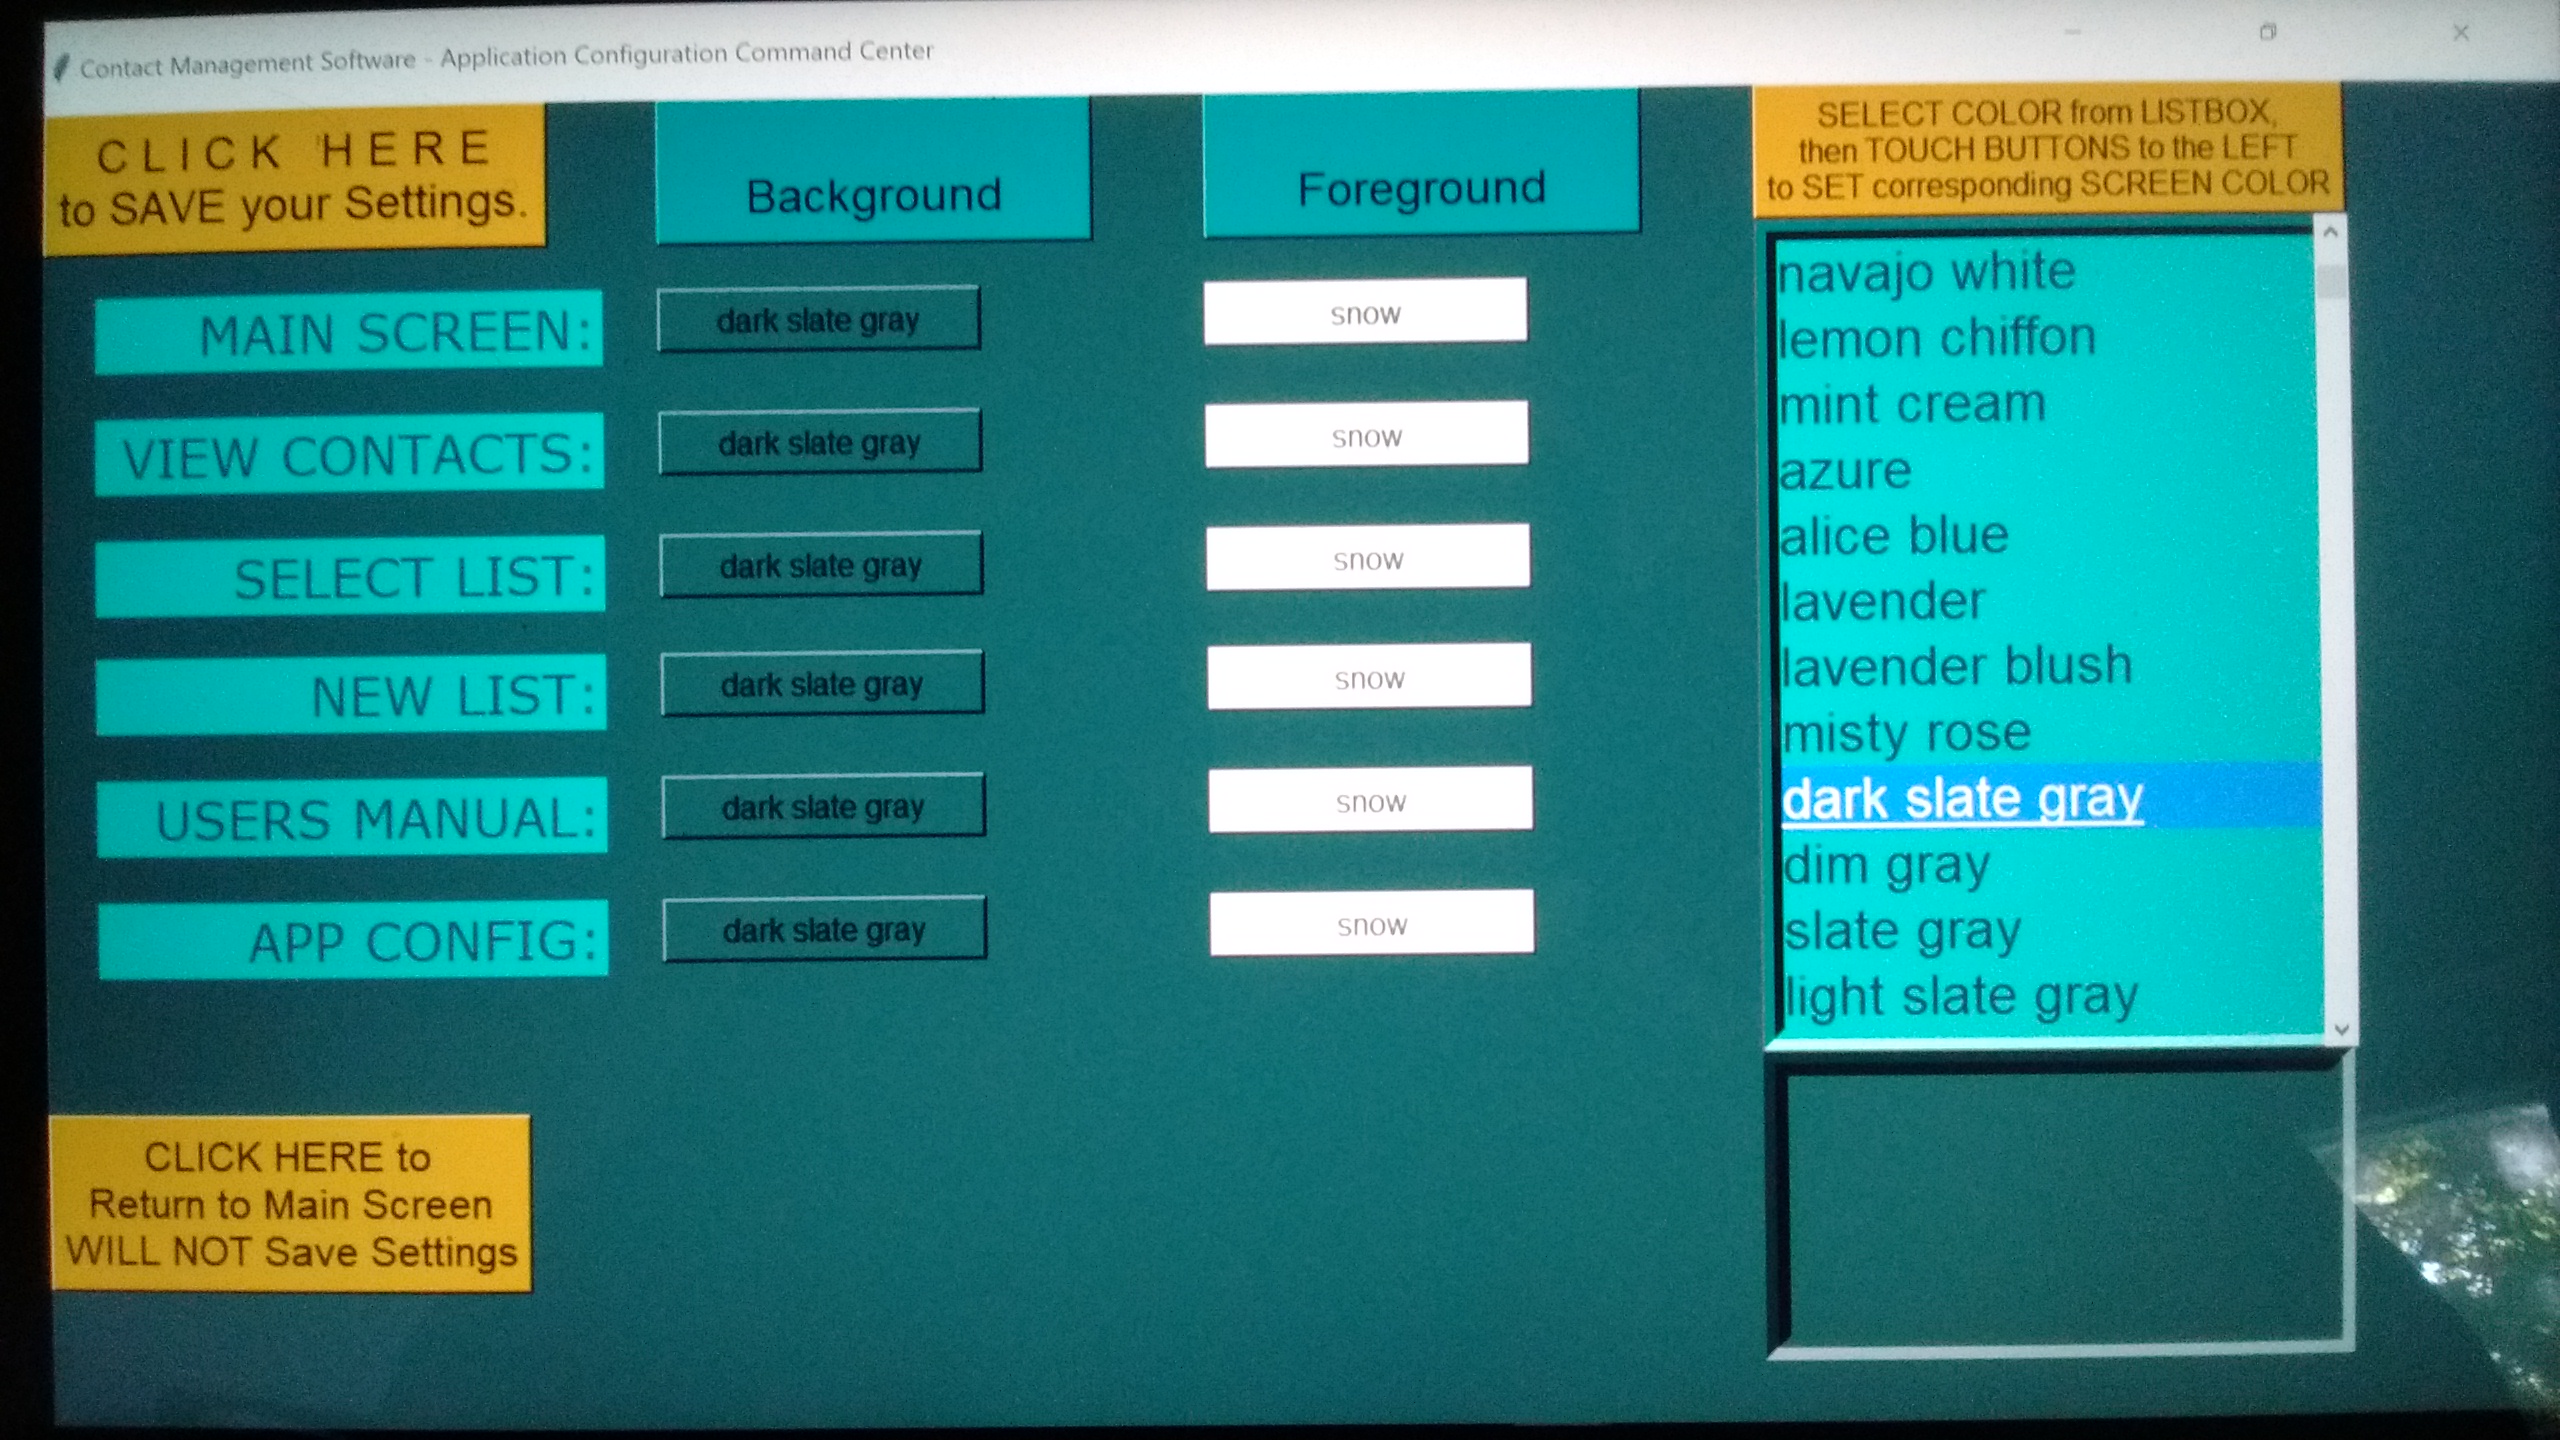 Contact Management Software - Application Configuration Command Center
CLICK HERE
to SAVE your Settings.
Background
Foreground
SELECT COLOR from LISTBOX,
then TOUCH BUTTONS to the LEFT
to SET corresponding SCREEN COLOR
MAIN SCREEN:
dark slate gray
snow
VIEW CONTACTS:
dark slate gray
snow
SELECT LIST:
dark slate gray
snow
NEW LIST:
dark slate gray
snow
USERS MANUAL:
dark slate gray
snow
APP CONFIG:
dark slate gray
snow
navajo white
lemon chiffon
mint cream
azure
alice blue
lavender
lavender blush
misty rose
dark slate gray
dim gray
slate gray
light slate gray
CLICK HERE to
Return to Main Screen
WILL NOT Save Settings